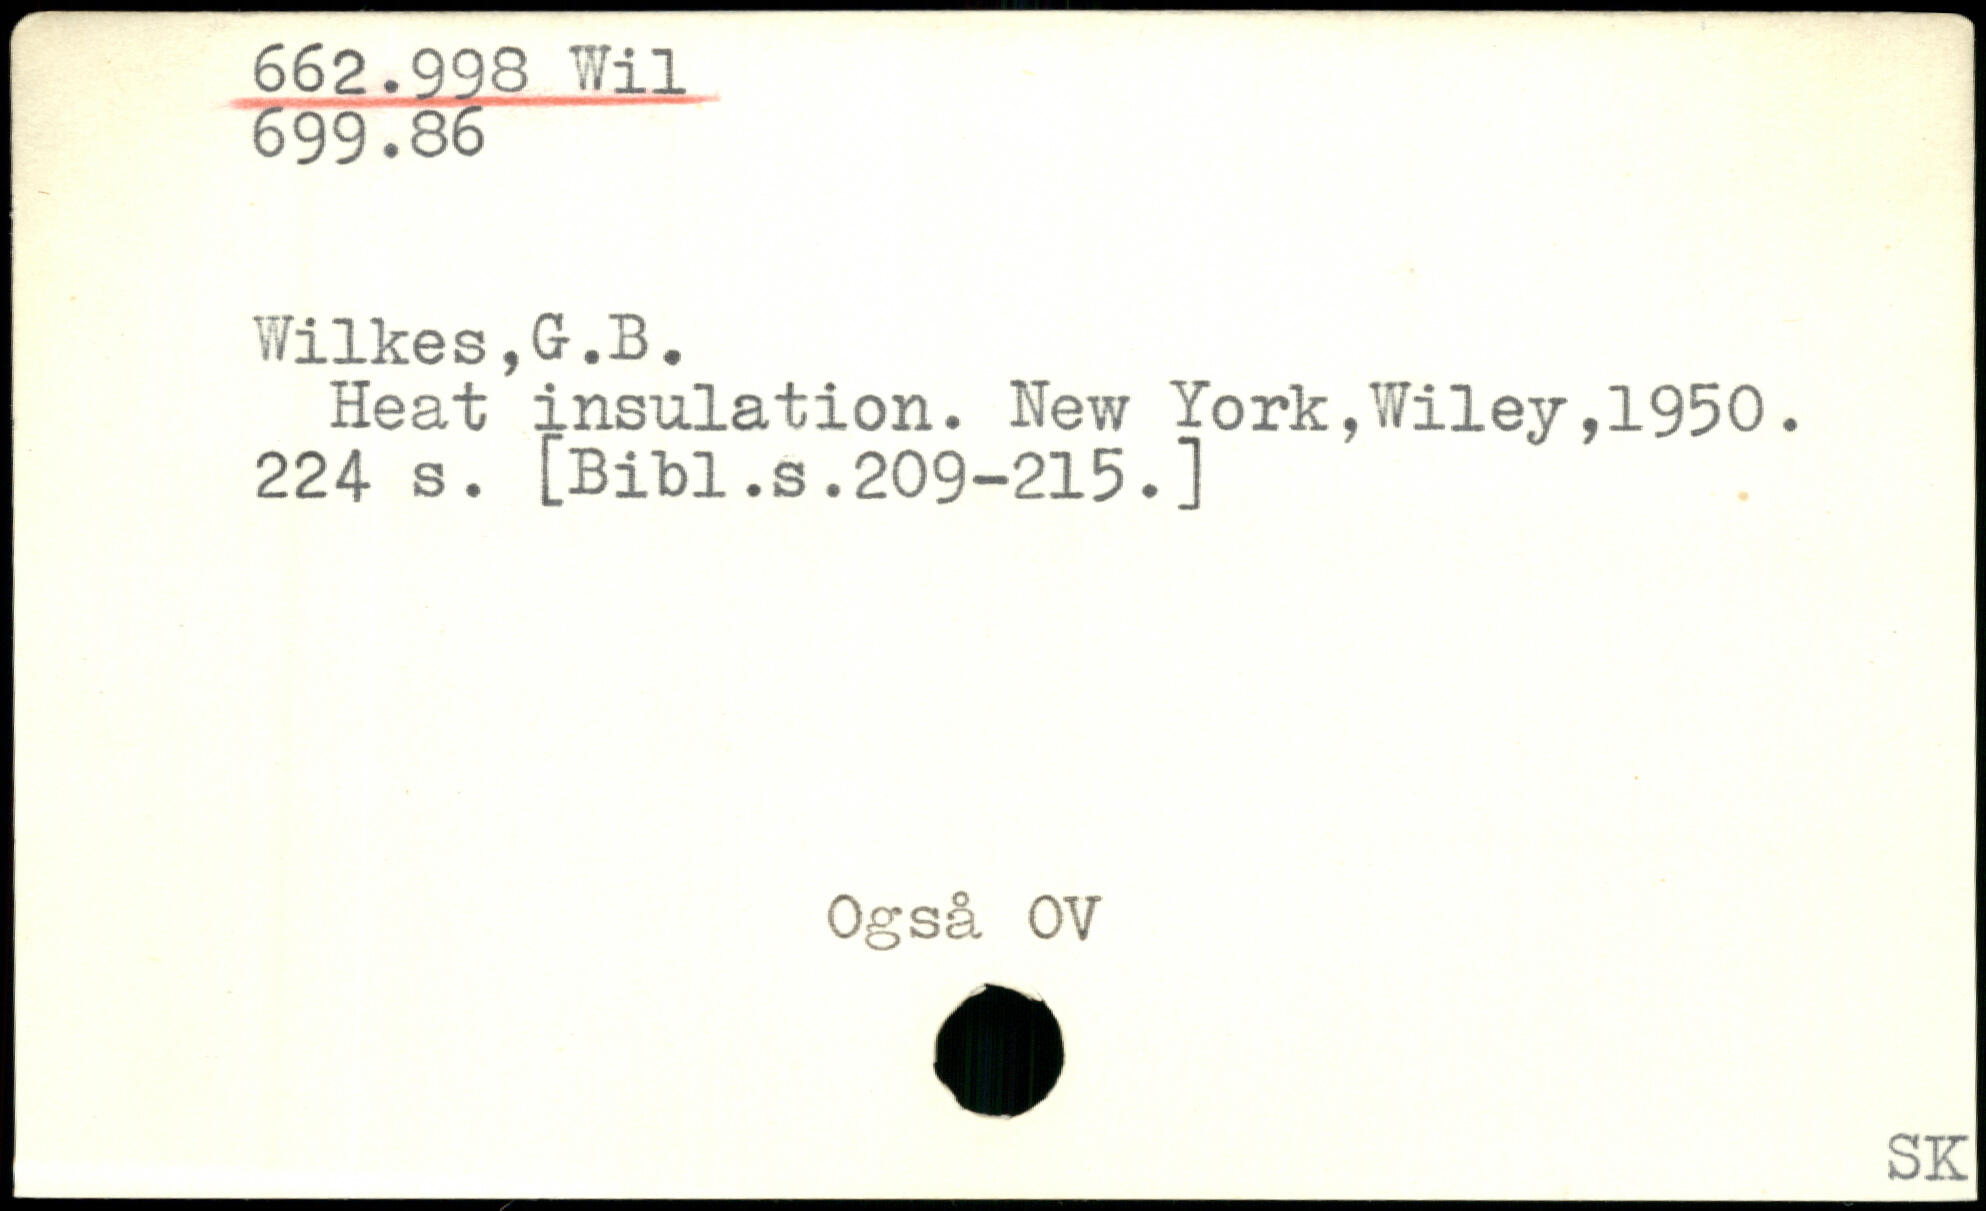 662.998 Wil
699.86
Wilkes,G.B.
Heat insulation. New York,Wiley,1950.
224 s. [Bibl.s.209-215.]
Også OV
SK